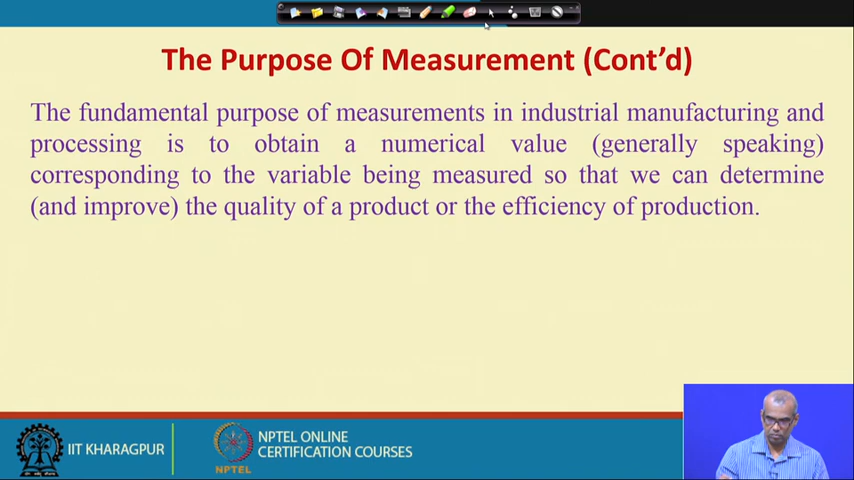 The Purpose Of Measurement (Cont’d)
The fundamental purpose of measurements in industrial manufacturing and
processing is to obtain a numerical value (generally speaking)
corresponding to the variable being measured so that we can determine
(and improve) the quality of a product or the efficiency of production.
IIT KHARAGPUR
NPTEL
NPTEL ONLINE
CERTIFICATION COURSES